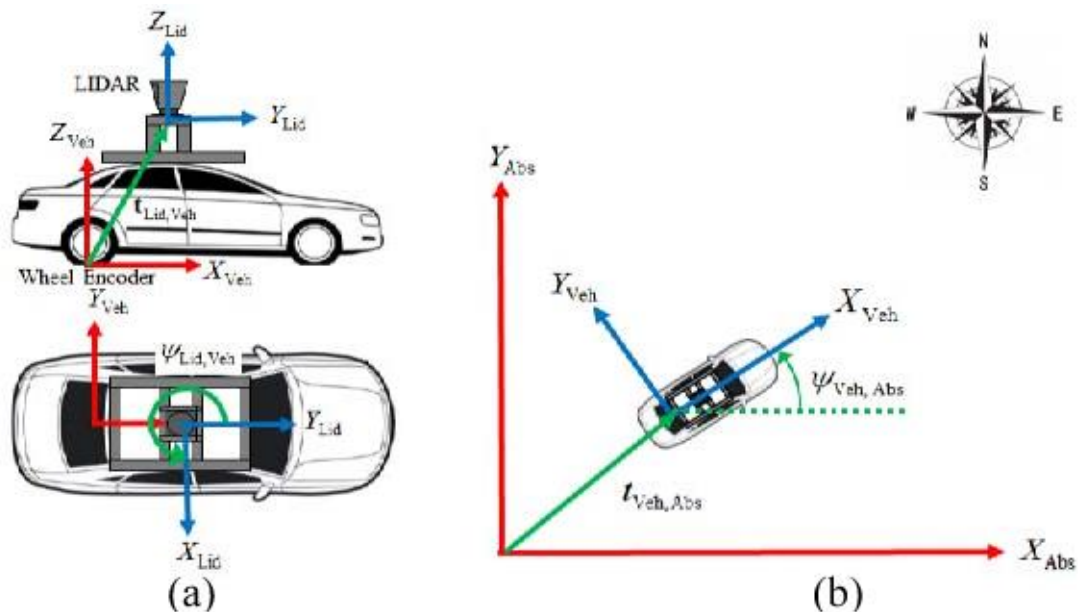 Z_Lid
LIDAR
Y_Lid
Z_Veh
t_Lid,Veh
Wheel Encoder
X_Veh
Y_Veh
ψ_Lid,Veh
Y_Lid
X_Lid
(a)
N
W E
S
Y_Abs
Y_Veh
X_Veh
ψ_Veh, Abs
t_Veh,Abs
X_Abs
(b)